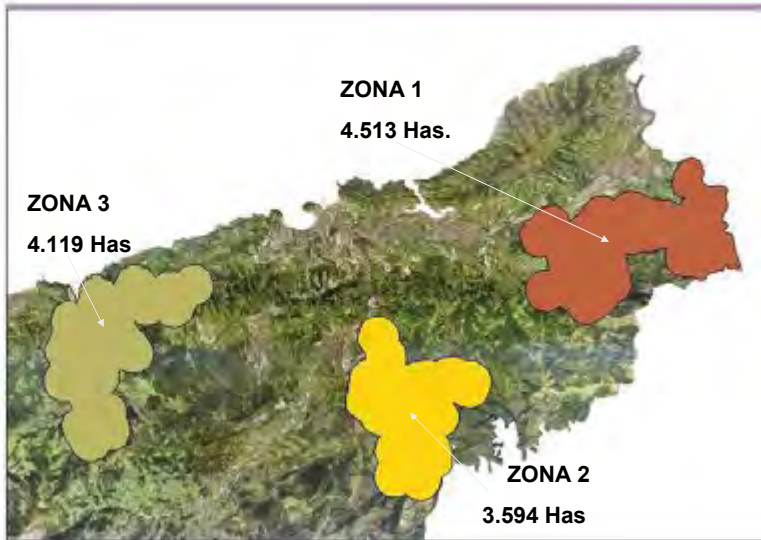 ZONA 1
4.513 Has.
ZONA 3
4.119 Has
ZONA 2
3.594 Has